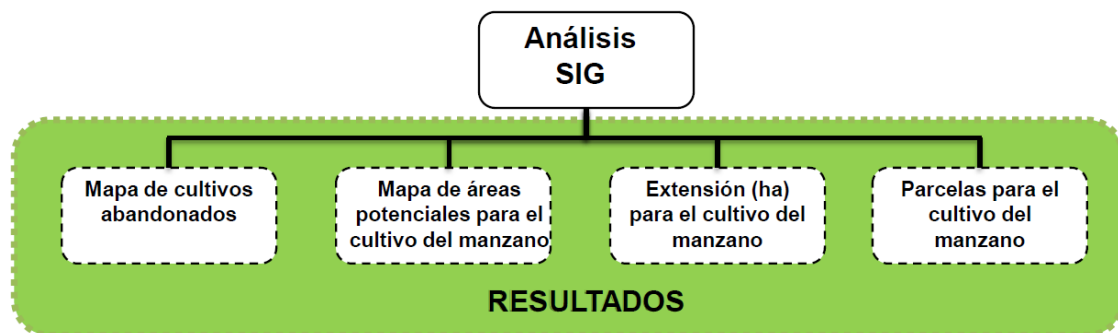 Análisis
SIG
Mapa de cultivos
abandonados
Mapa de áreas
potenciales para el
cultivo del manzano
Extensión (ha)
para el cultivo del
manzano
Parcelas para el
cultivo del
manzano
RESULTADOS